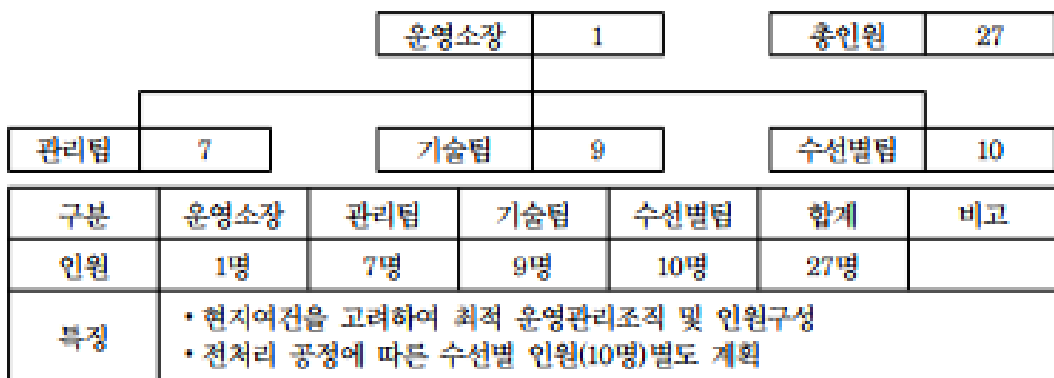 운영소장 1 총인원 27
관리팀 7 기술팀 9 수선별팀 10
구분 운영소장 관리팀 기술팀 수선별팀 합계 비고
인원 1명 7명 9명 10명 27명
특징
• 현지여건을 고려하여 최적 운영관리조직 및 인원구성
• 전처리 공정에 따른 수선별 인원(10명)별도 계획